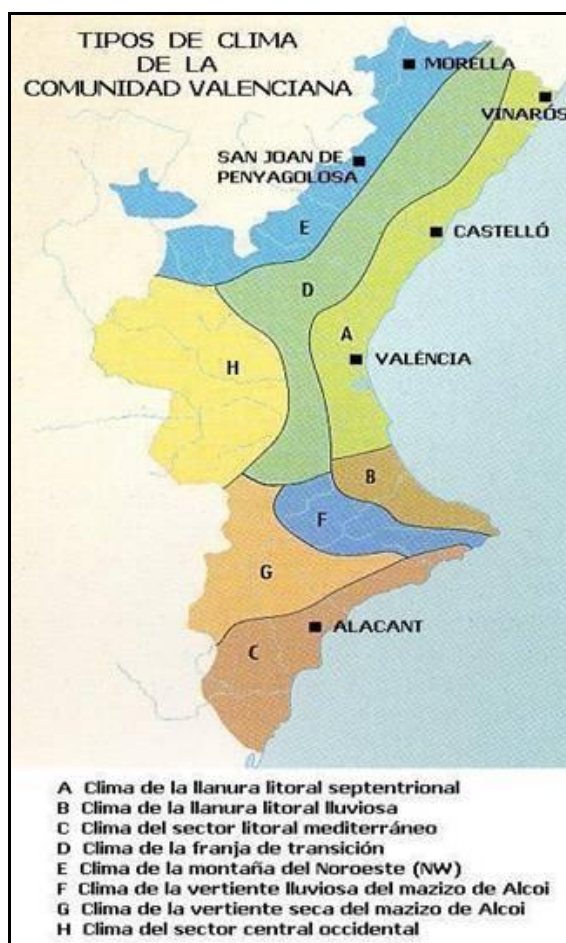 TIPOS DE CLIMA
DE LA
COMUNIDAD VALENCIANA
MORELLA
VINARÓS
SAN JOAN DE
PENYAGOLOSA
CASTELLÓ
E
D
A
VALÉNCIA
H
B
F
G
ALACANT
C
A Clima de la llanura litoral septentrional
B Clima de la llanura litoral lluviosa
C Clima del sector litoral mediterráneo
D Clima de la franja de transición
E Clima de la montaña del Noroeste (NW)
F Clima de la vertiente lluviosa del mazizo de Alcoi
G Clima de la vertiente seca del mazizo de Alcoi
H Clima del sector central occidental